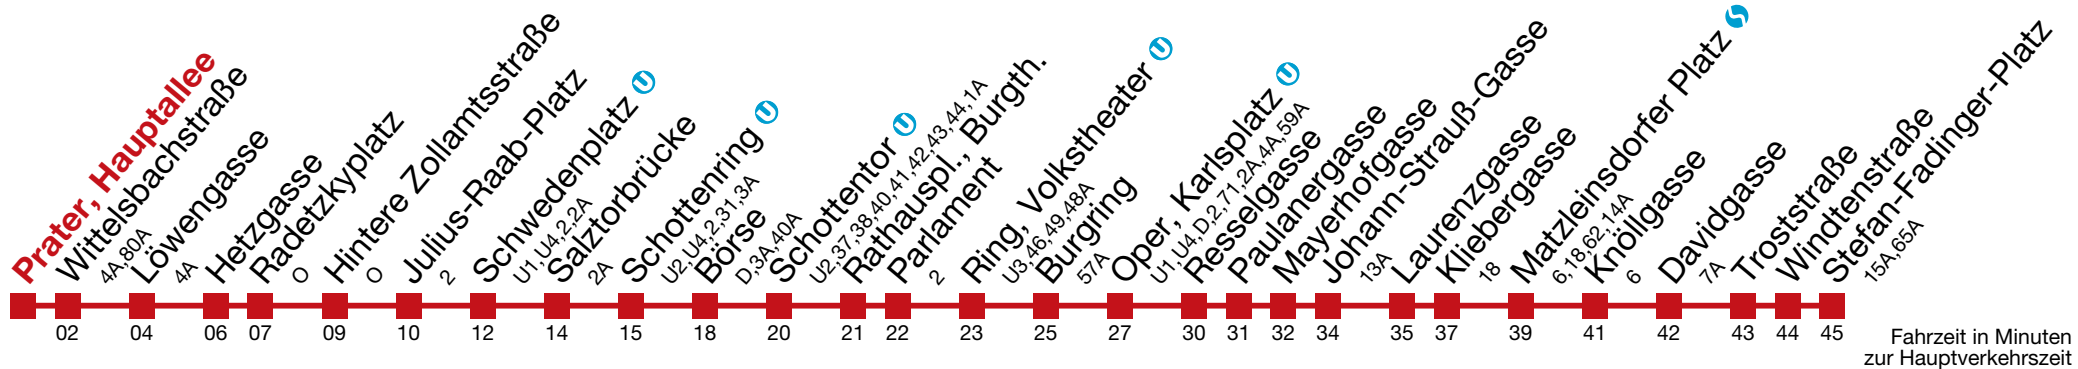 Prater, Hauptallee
Wittelsbachstraße
4A,80A
Löwengasse
4A
Hetzgasse
Radetzkyplatz
O
Hintere Zollamtsstraße
O
Julius-Raab-Platz
2
Schwedenplatz U
U1,U4,2,2A
Salztorbrücke
2A
Schottenring U
U2,U4,2,31,3A
Börse
D,3A,40A
Schottentor U
U2,37,38,40,41,42,43,44,1A
Rathauspl., Burgth.
Parlament
2
Ring, Volkstheater U
U3,46,49,48A
Burgring
57A
Oper, Karlsplatz U
U1,U4,D,2,71,2A,4A,59A
Resselgasse
Paulanergasse
Mayerhofgasse
Johann-Strauß-Gasse
13A
Laurenzgasse
Kliebergasse
18
Matzleinsdorfer Platz S
6,18,62,14A
Knöllgasse
6
Davidgasse
7A
Troststraße
Windtenstraße
Stefan-Fadinger-Platz
15A,65A
02 04 06 07 09 10 12 14 15 18 20 21 22 23 25 27 30 31 32 34 35 37 39 41 42 43 44 45
Fahrzeit in Minuten
zur Hauptverkehrszeit